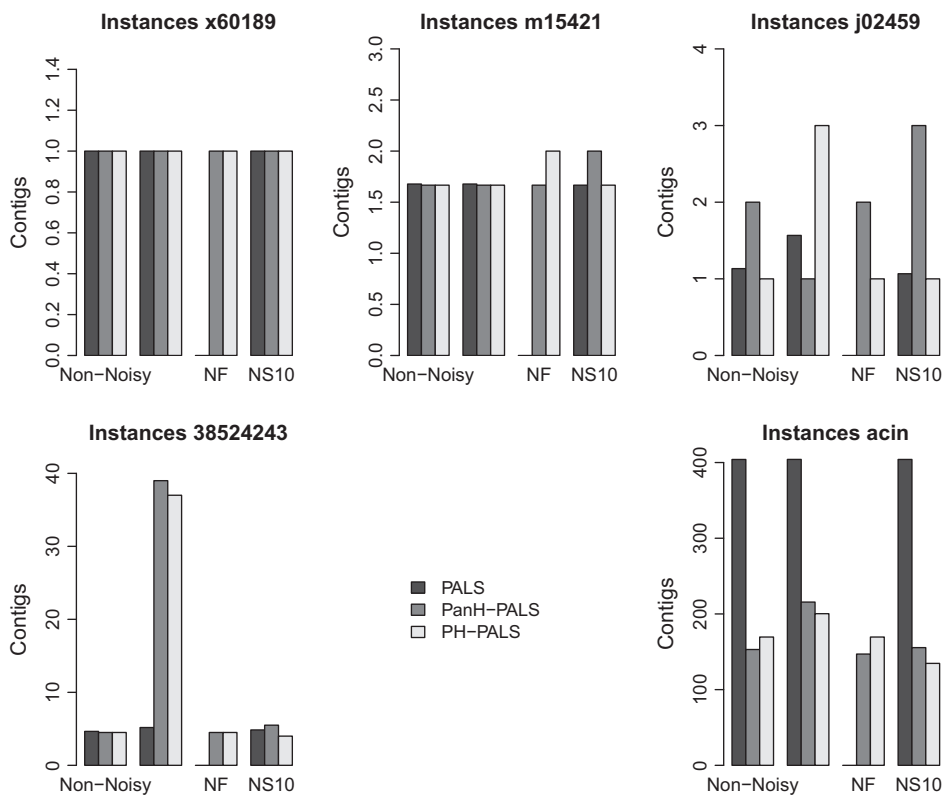 Instances x60189
Contigs
0.0 0.2 0.4 0.6 0.8 1.0 1.2 1.4
Non−Noisy NF NS10
Instances m15421
Contigs
0.0 0.5 1.0 1.5 2.0 2.5 3.0
Non−Noisy NF NS10
Instances j02459
Contigs
0 1 2 3 4
Non−Noisy NF NS10
Instances 38524243
Contigs
0 10 20 30 40
Non−Noisy NF NS10
PALS
PanH−PALS
PH−PALS
Instances acin
Contigs
0 100 200 300 400
Non−Noisy NF NS10